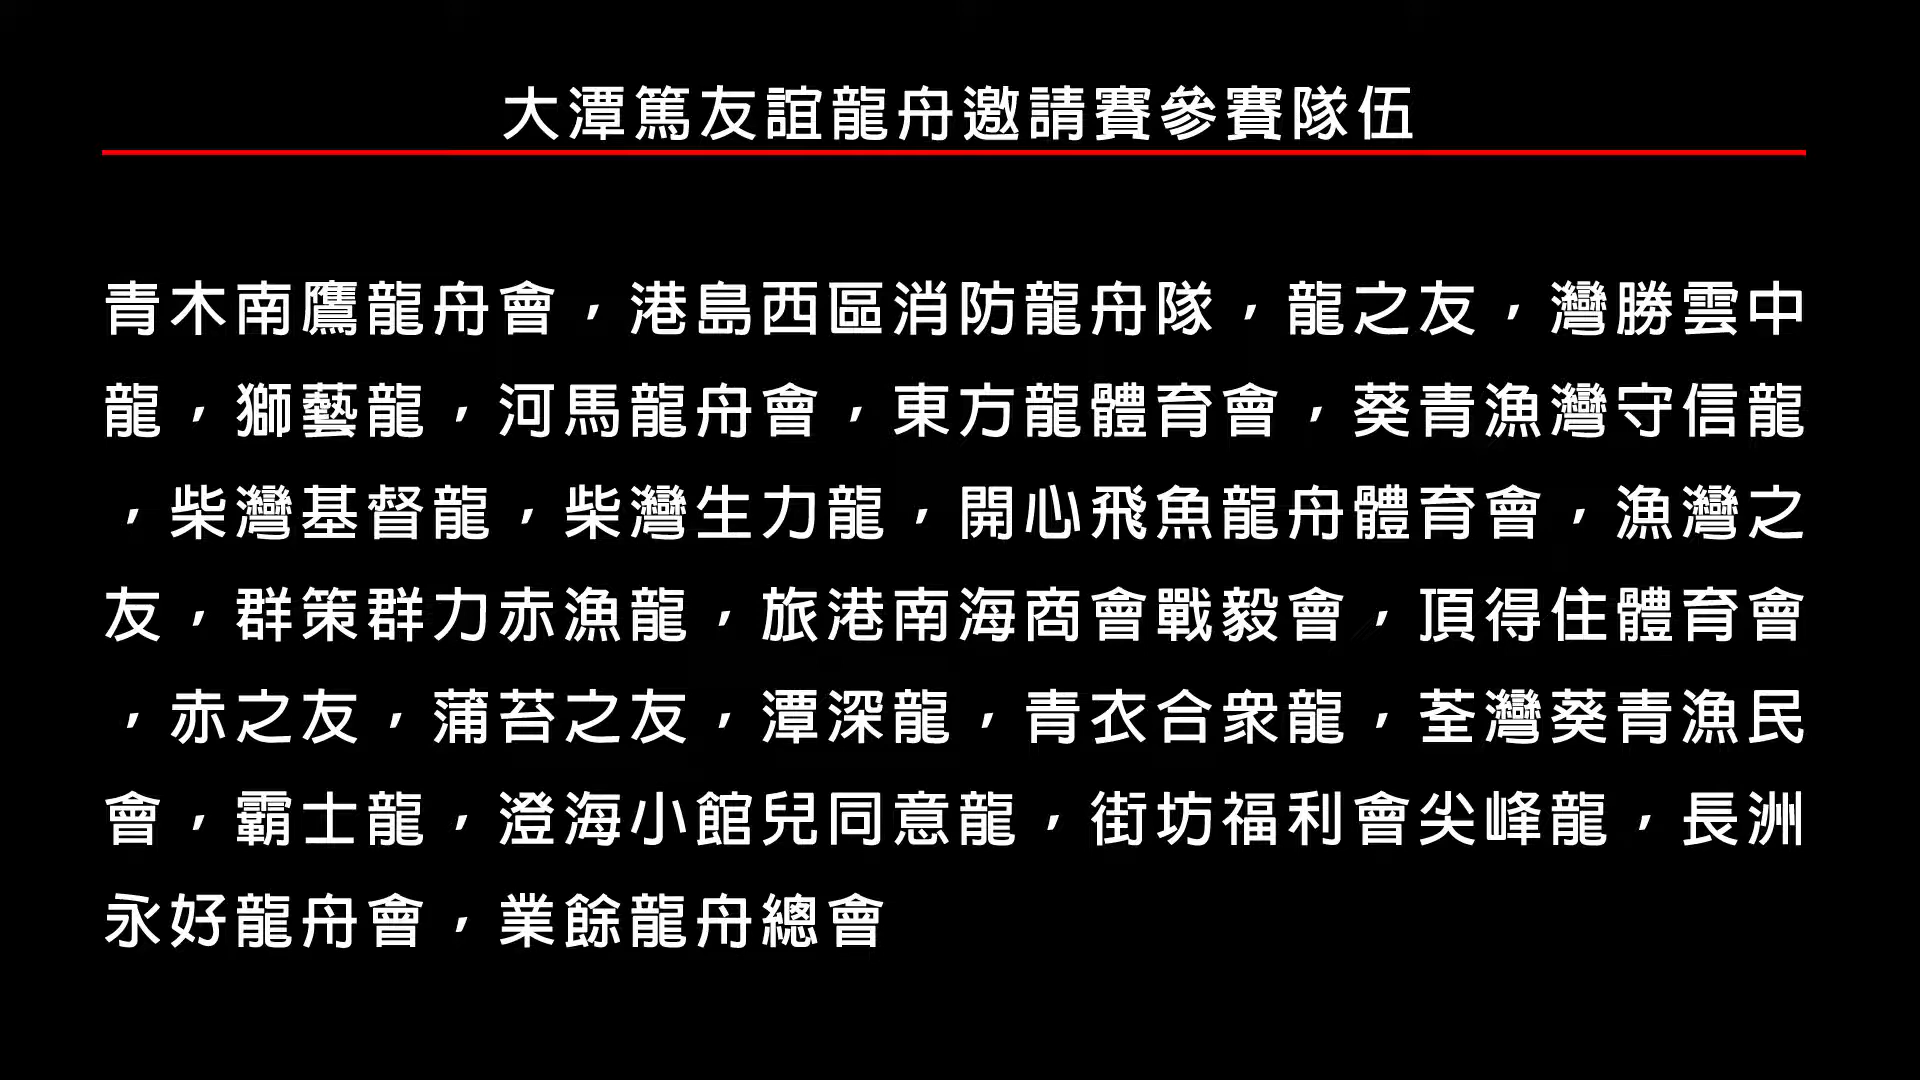 大潭篤友誼龍舟邀請賽參賽隊伍
青木南鷹龍舟會，港島西區消防龍舟隊，龍之友，灣勝雲中
龍，獅藝龍，河馬龍舟會，東方龍體育會，葵青漁灣守信龍
，柴灣基督龍，柴灣生力龍，開心飛魚龍舟體育會，漁灣之
友，群策群力赤漁龍，旅港南海商會戰毅會，頂得住體育會
，赤之友，蒲苔之友，潭深龍，青衣合衆龍，荃灣葵青漁民
會，霸士龍，澄海小館兒同意龍，街坊福利會尖峰龍，長洲
永好龍舟會，業餘龍舟總會